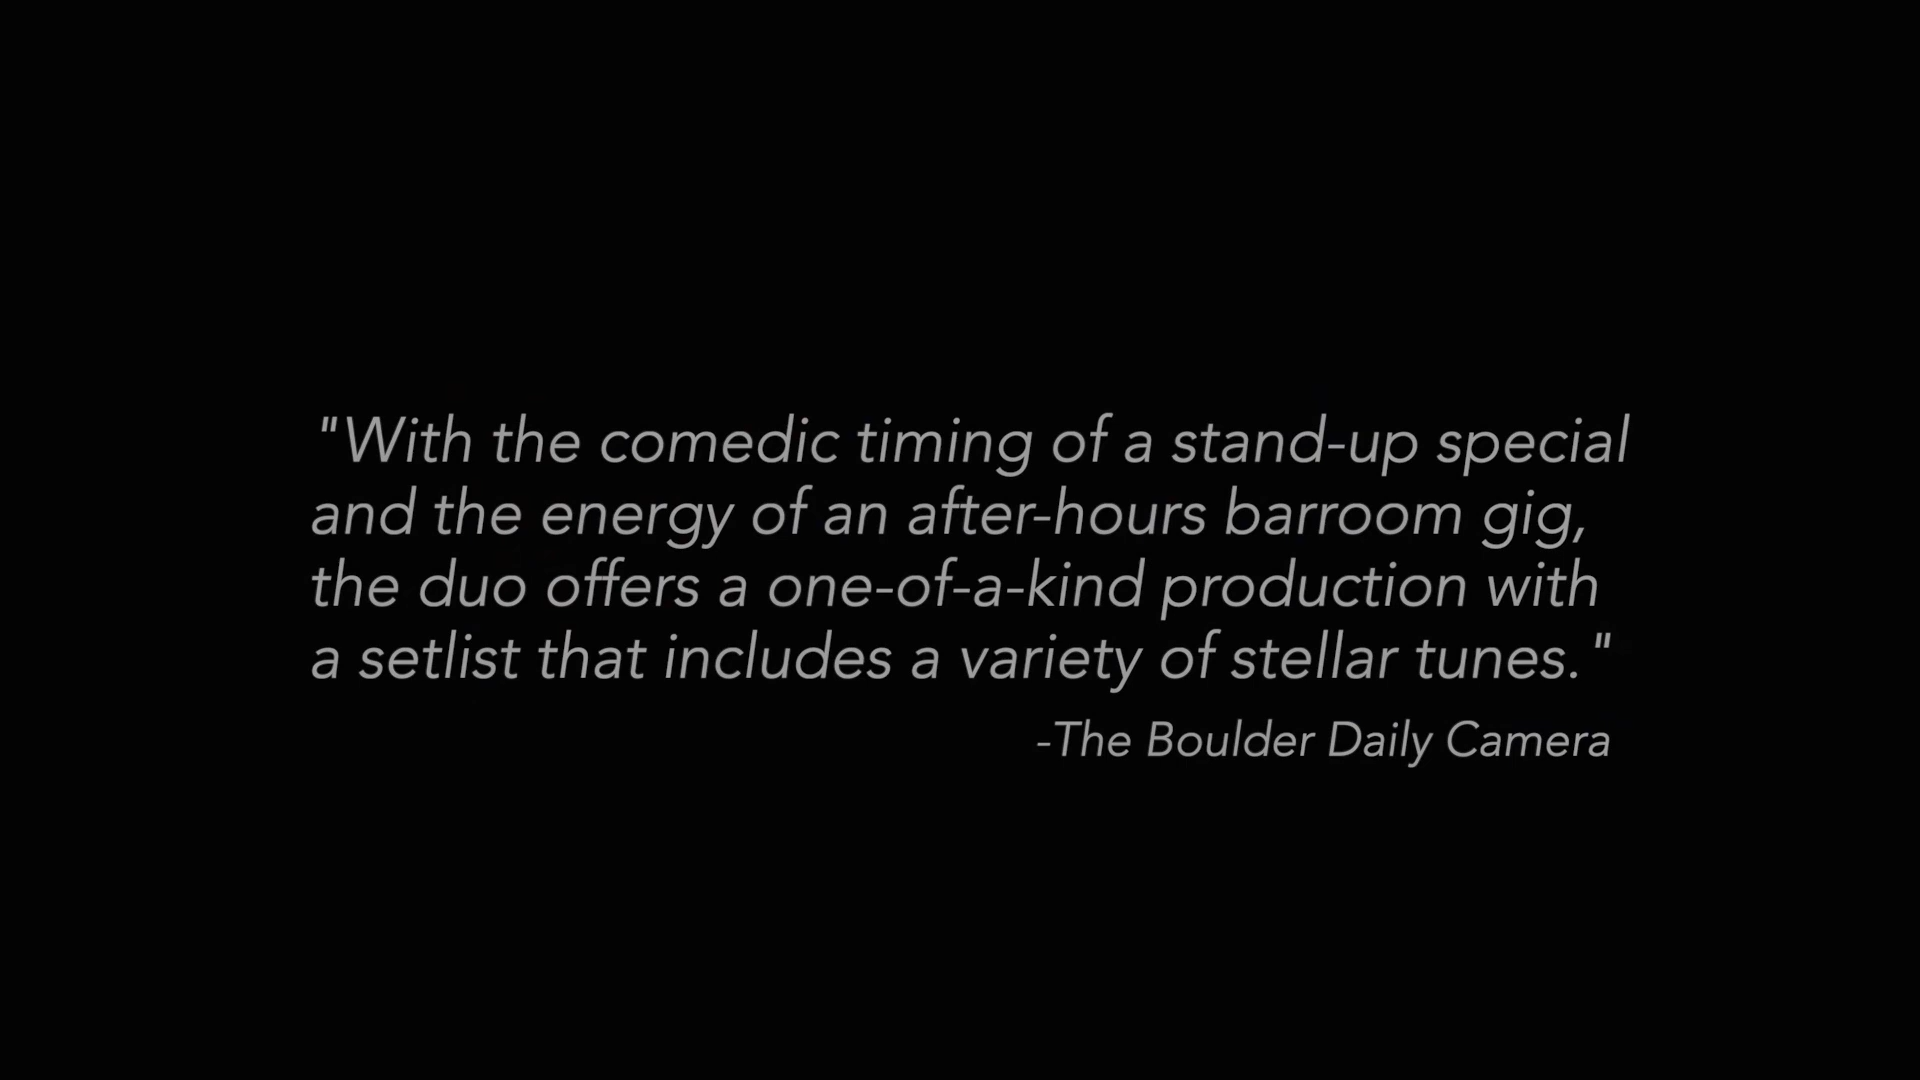 "With the comedic timing of a stand-up special
and the energy of an after-hours barroom gig,
the duo offers a one-of-a-kind production with
a setlist that includes a variety of stellar tunes."
-The Boulder Daily Camera